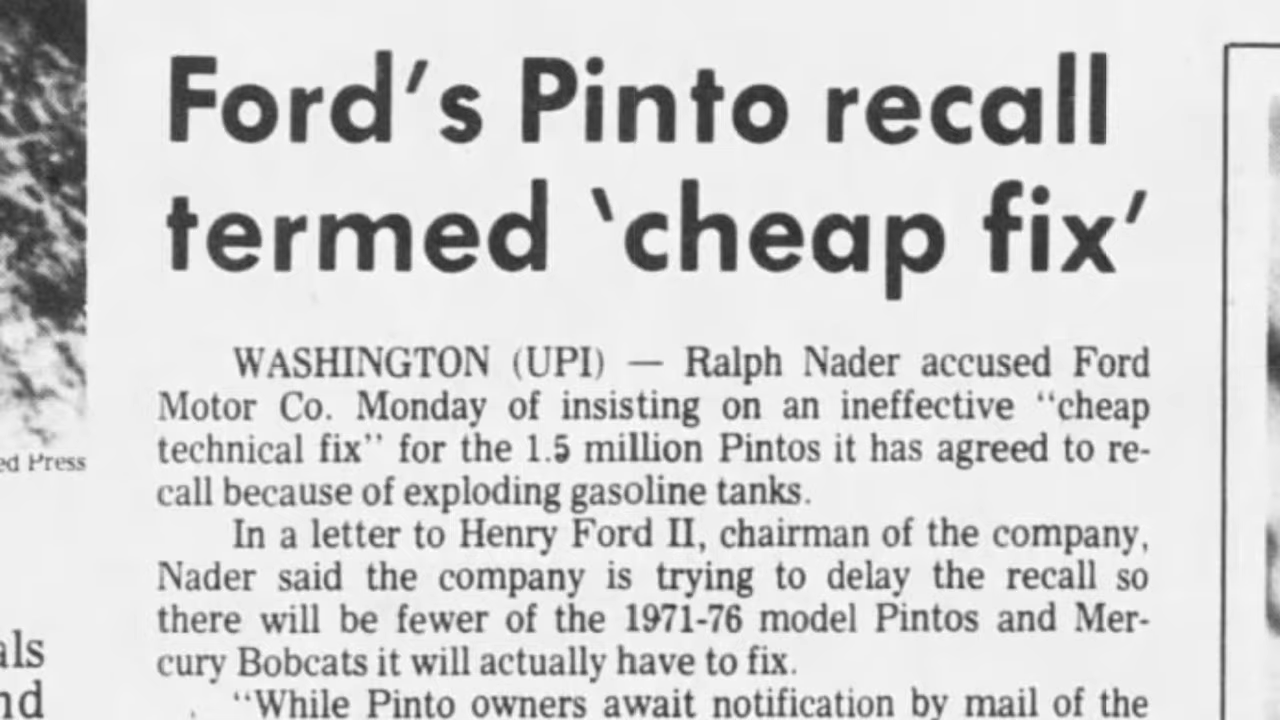 Ford's Pinto recall
termed 'cheap fix'
WASHINGTON (UPI) — Ralph Nader accused Ford
Motor Co. Monday of insisting on an ineffective "cheap
technical fix" for the 1.5 million Pintos it has agreed to re-
call because of exploding gasoline tanks.
In a letter to Henry Ford II, chairman of the company,
Nader said the company is trying to delay the recall so
there will be fewer of the 1971-76 model Pintos and Mer-
cury Bobcats it will actually have to fix.
"While Pinto owners await notification by mail of the
ed Press
als
nd